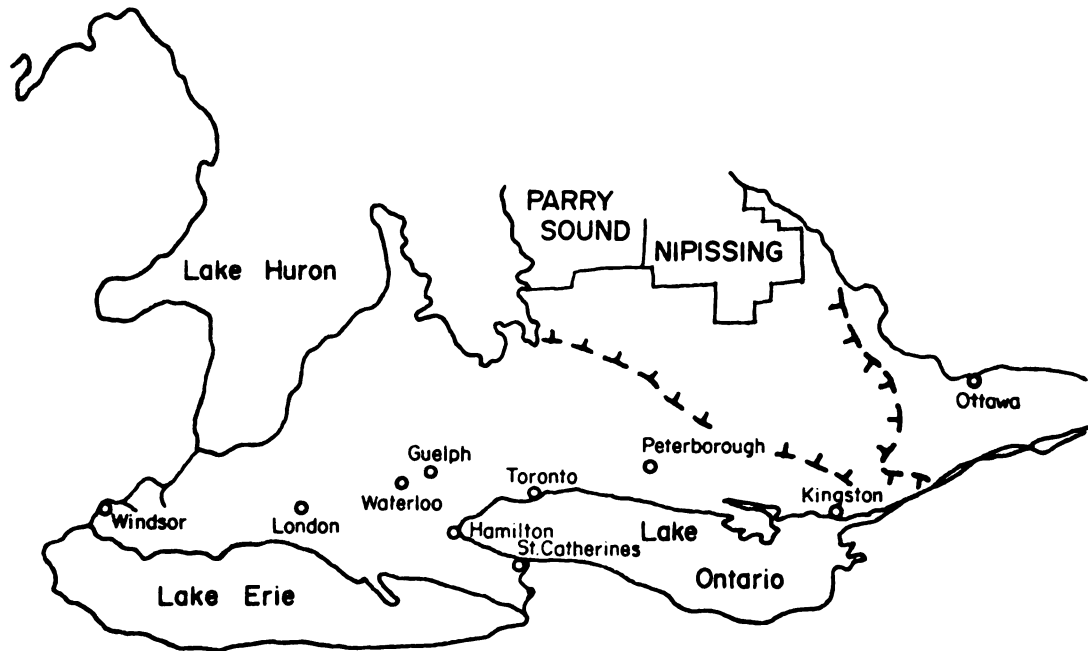 PARRY
SOUND
NIPISSING
Lake Huron
Ottawa
Peterborough
Guelph
Waterloo
Toronto
Kingston
Windsor
London
Hamilton
Lake
St.Catherines
Ontario
Lake Erie